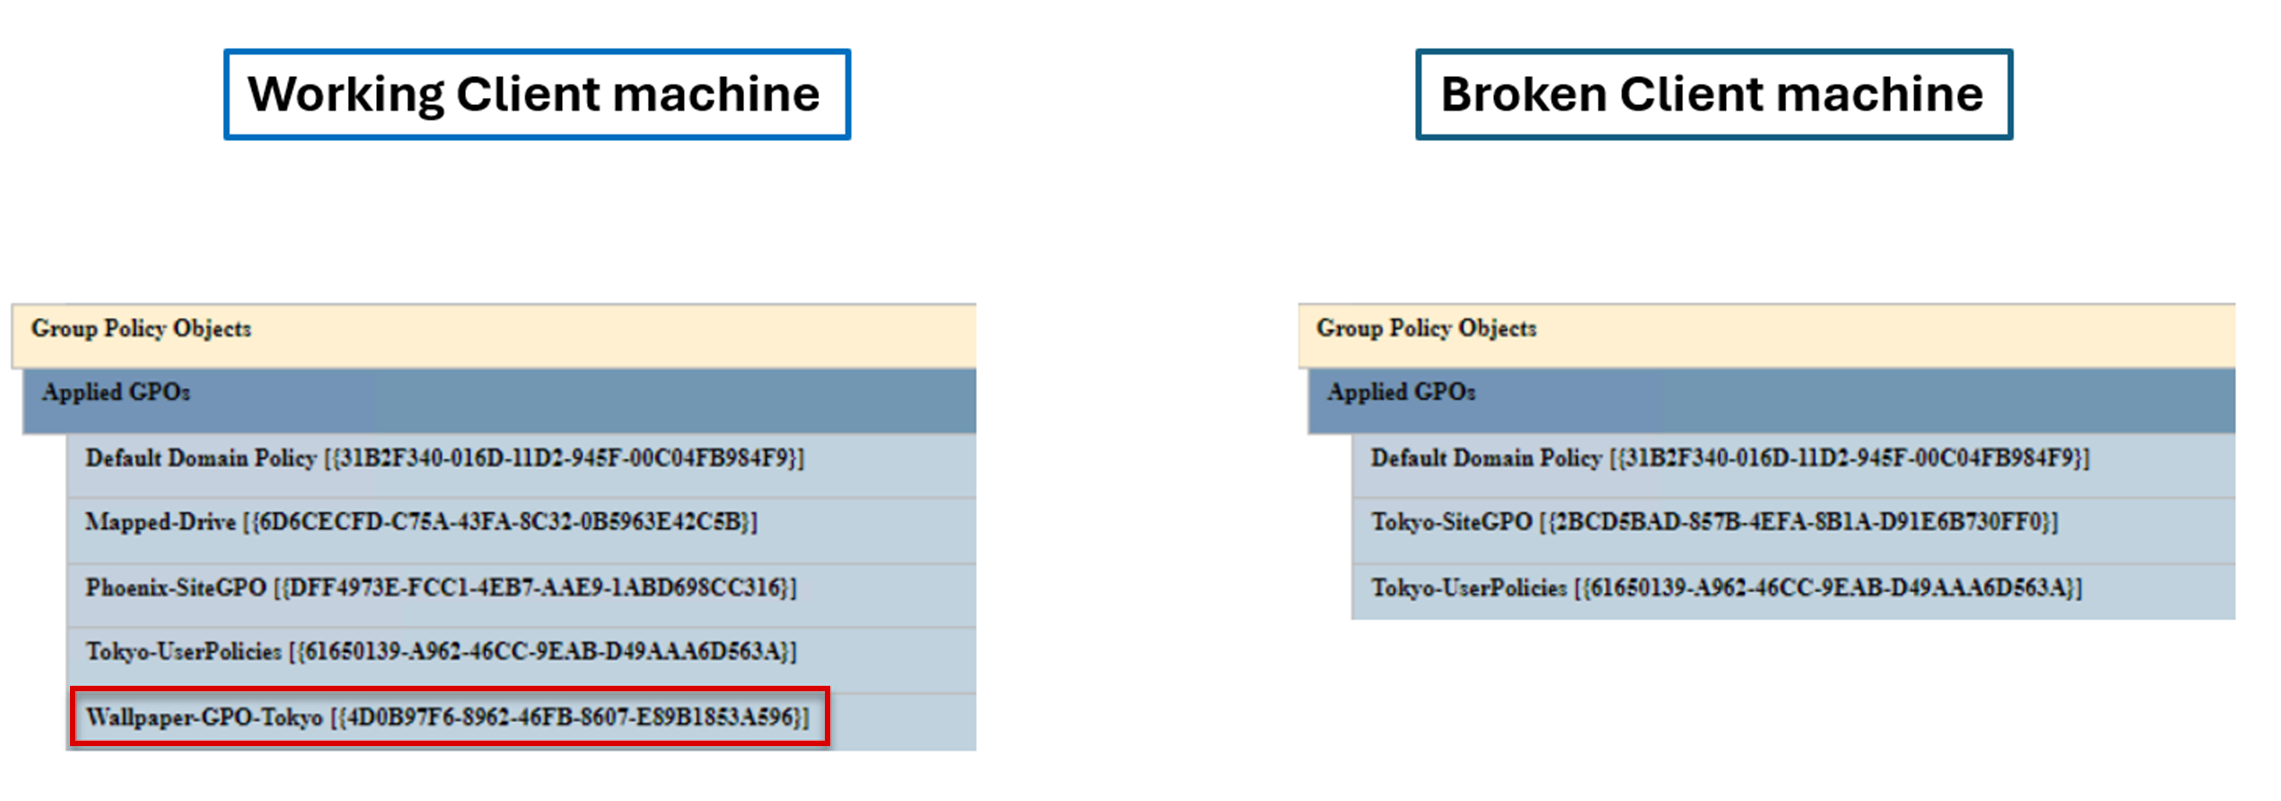 Working Client machine
Group Policy Objects
Applied GPOs
Default Domain Policy [{31B2F340-016D-11D2-945F-00C04FB984F9}]
Mapped-Drive [{6D6CECFD-C75A-43FA-8C32-0B5963E42C5B}]
Phoenix-SiteGPO [{DFF4973E-FCC1-4EB7-AAE9-1ABD698CC316}]
Tokyo-UserPolicies [{61650139-A962-46CC-9EAB-D49AAA6D563A}]
Wallpaper-GPO-Tokyo [{4D0B97F6-8962-46FB-8607-E89B1853A596}]
Broken Client machine
Group Policy Objects
Applied GPOs
Default Domain Policy [{31B2F340-016D-11D2-945F-00C04FB984F9}]
Tokyo-SiteGPO [{2BCD5BAD-857B-4EFA-8B1A-D91E6B730FF0}]
Tokyo-UserPolicies [{61650139-A962-46CC-9EAB-D49AAA6D563A}]